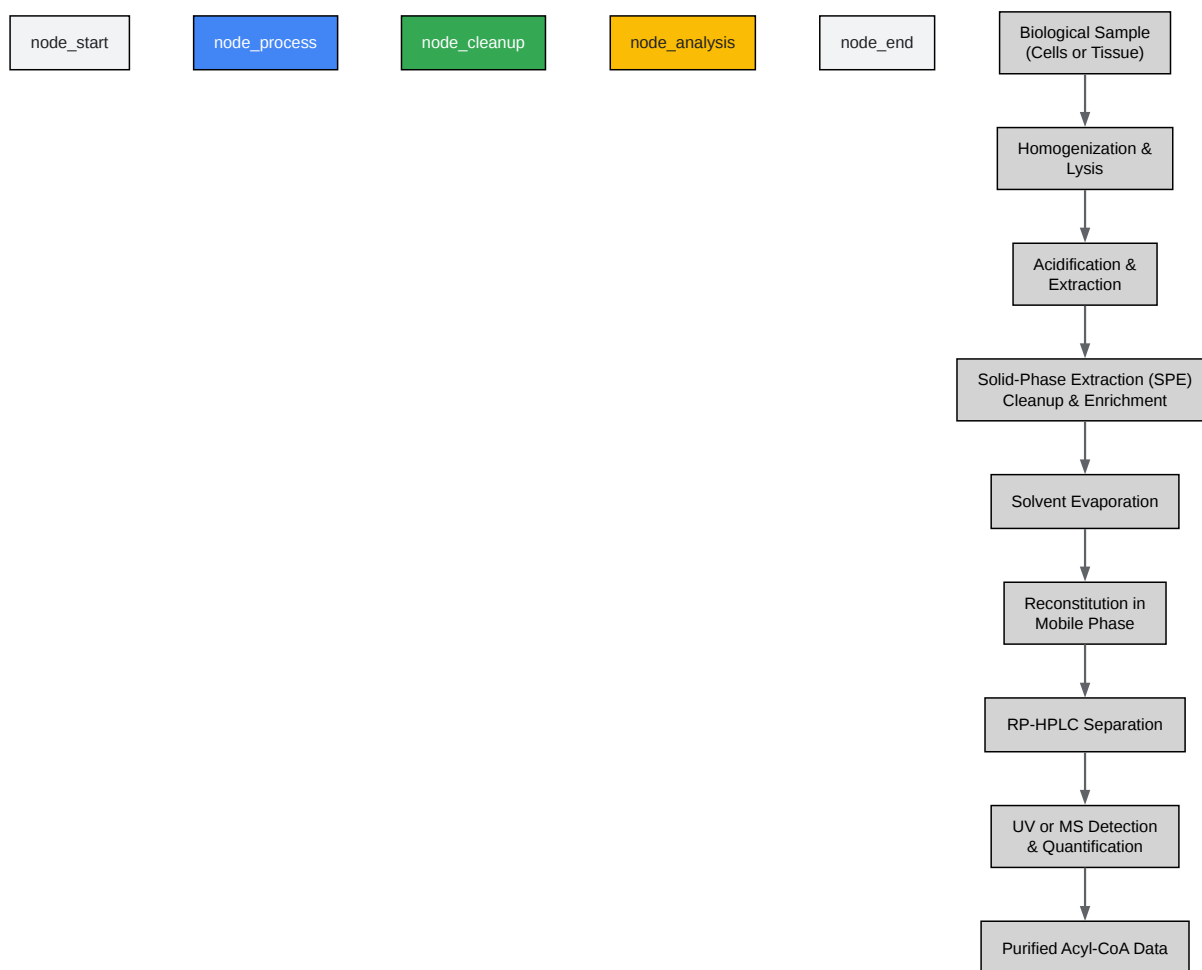 node_start
node_process
node_cleanup
node_analysis
node_end
Biological Sample
(Cells or Tissue)
Homogenization &
Lysis
Acidification &
Extraction
Solid-Phase Extraction (SPE)
Cleanup & Enrichment
Solvent Evaporation
Reconstitution in
Mobile Phase
RP-HPLC Separation
UV or MS Detection
& Quantification
Purified Acyl-CoA Data